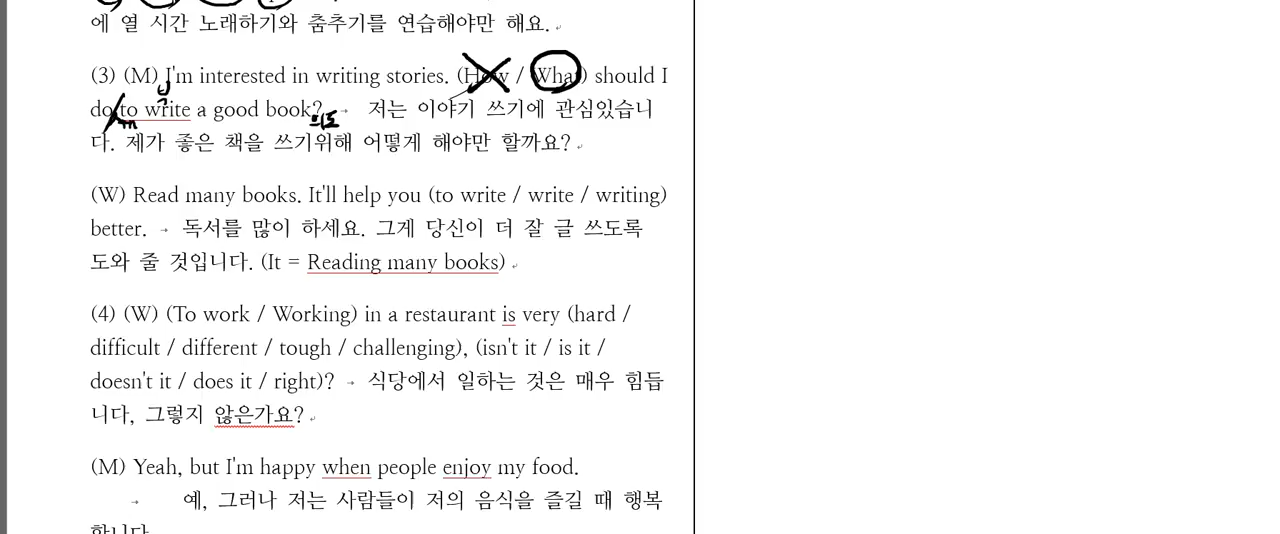 에 열 시간 노래하기와 춤추기를 연습해야만 해요.
(3) (M) I'm interested in writing stories. (How / What) should I
do to write a good book? → 저는 이야기 쓰기에 관심있습니
다. 제가 좋은 책을 쓰기위해 어떻게 해야만 할까요?
(W) Read many books. It'll help you (to write / write / writing)
better. → 독서를 많이 하세요. 그게 당신이 더 잘 글 쓰도록
도와 줄 것입니다. (It = Reading many books)
(4) (W) (To work / Working) in a restaurant is very (hard /
difficult / different / tough / challenging), (isn't it / is it /
doesn't it / does it / right)? → 식당에서 일하는 것은 매우 힘듭
니다, 그렇지 않은가요?
(M) Yeah, but I'm happy when people enjoy my food.
→ 예, 그러나 저는 사람들이 저의 음식을 즐길 때 행복
합니다.